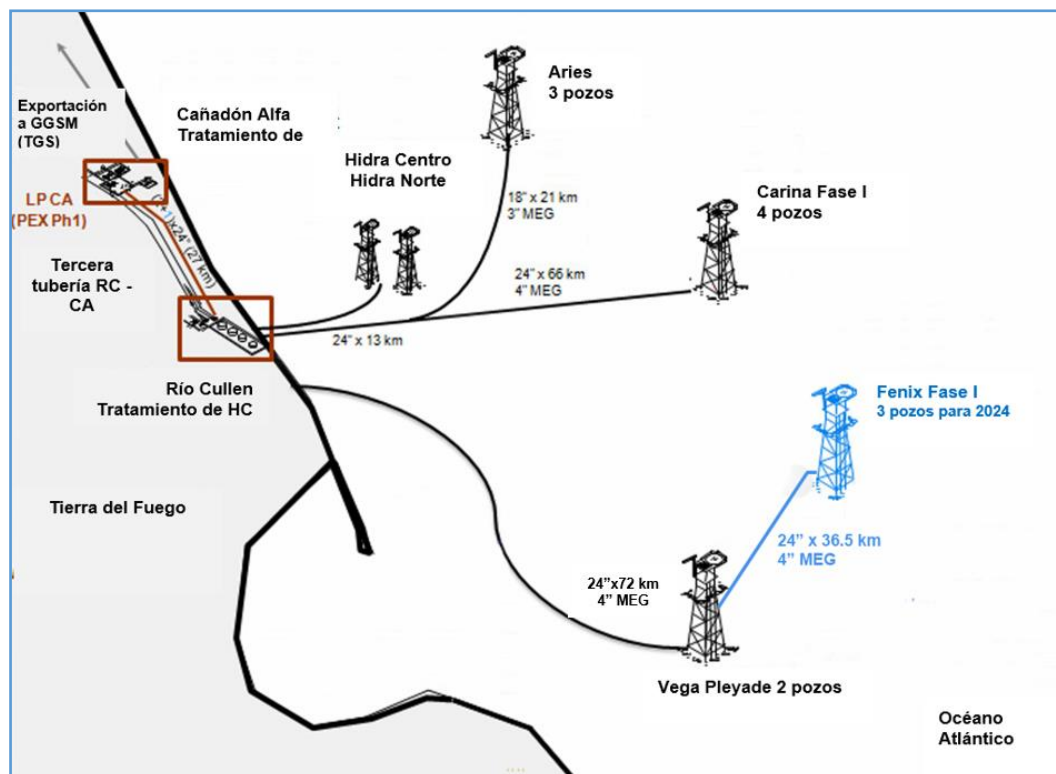 Aries
3 pozos
Exportación
a GGSM
(TGS)
Cañadón Alfa
Tratamiento de
Hidra Centro
Hidra Norte
18" x 21 km
3" MEG
Carina Fase I
4 pozos
LP CA
(PEX Ph1)
x24" (27 km)
Tercera
tubería RC -
CA
24" x 66 km
4" MEG
24" x 13 km
Río Cullen
Tratamiento de HC
Fenix Fase I
3 pozos para 2024
Tierra del Fuego
24” x 36.5 km
4” MEG
24”x72 km
4” MEG
Vega Pleyade 2 pozos
Océano
Atlántico